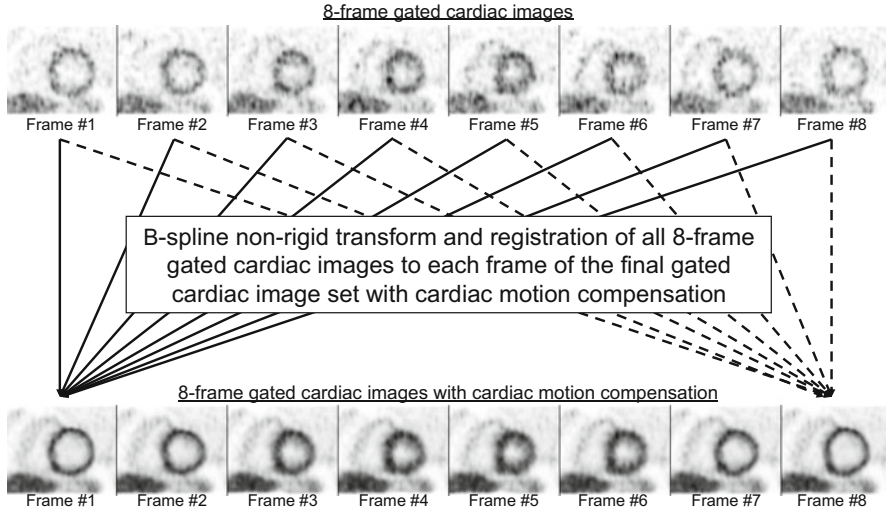 8-frame gated cardiac images
Frame #1 Frame #2 Frame #3 Frame #4 Frame #5 Frame #6 Frame #7 Frame #8
B-spline non-rigid transform and registration of all 8-frame
gated cardiac images to each frame of the final gated
cardiac image set with cardiac motion compensation
8-frame gated cardiac images with cardiac motion compensation
Frame #1 Frame #2 Frame #3 Frame #4 Frame #5 Frame #6 Frame #7 Frame #8